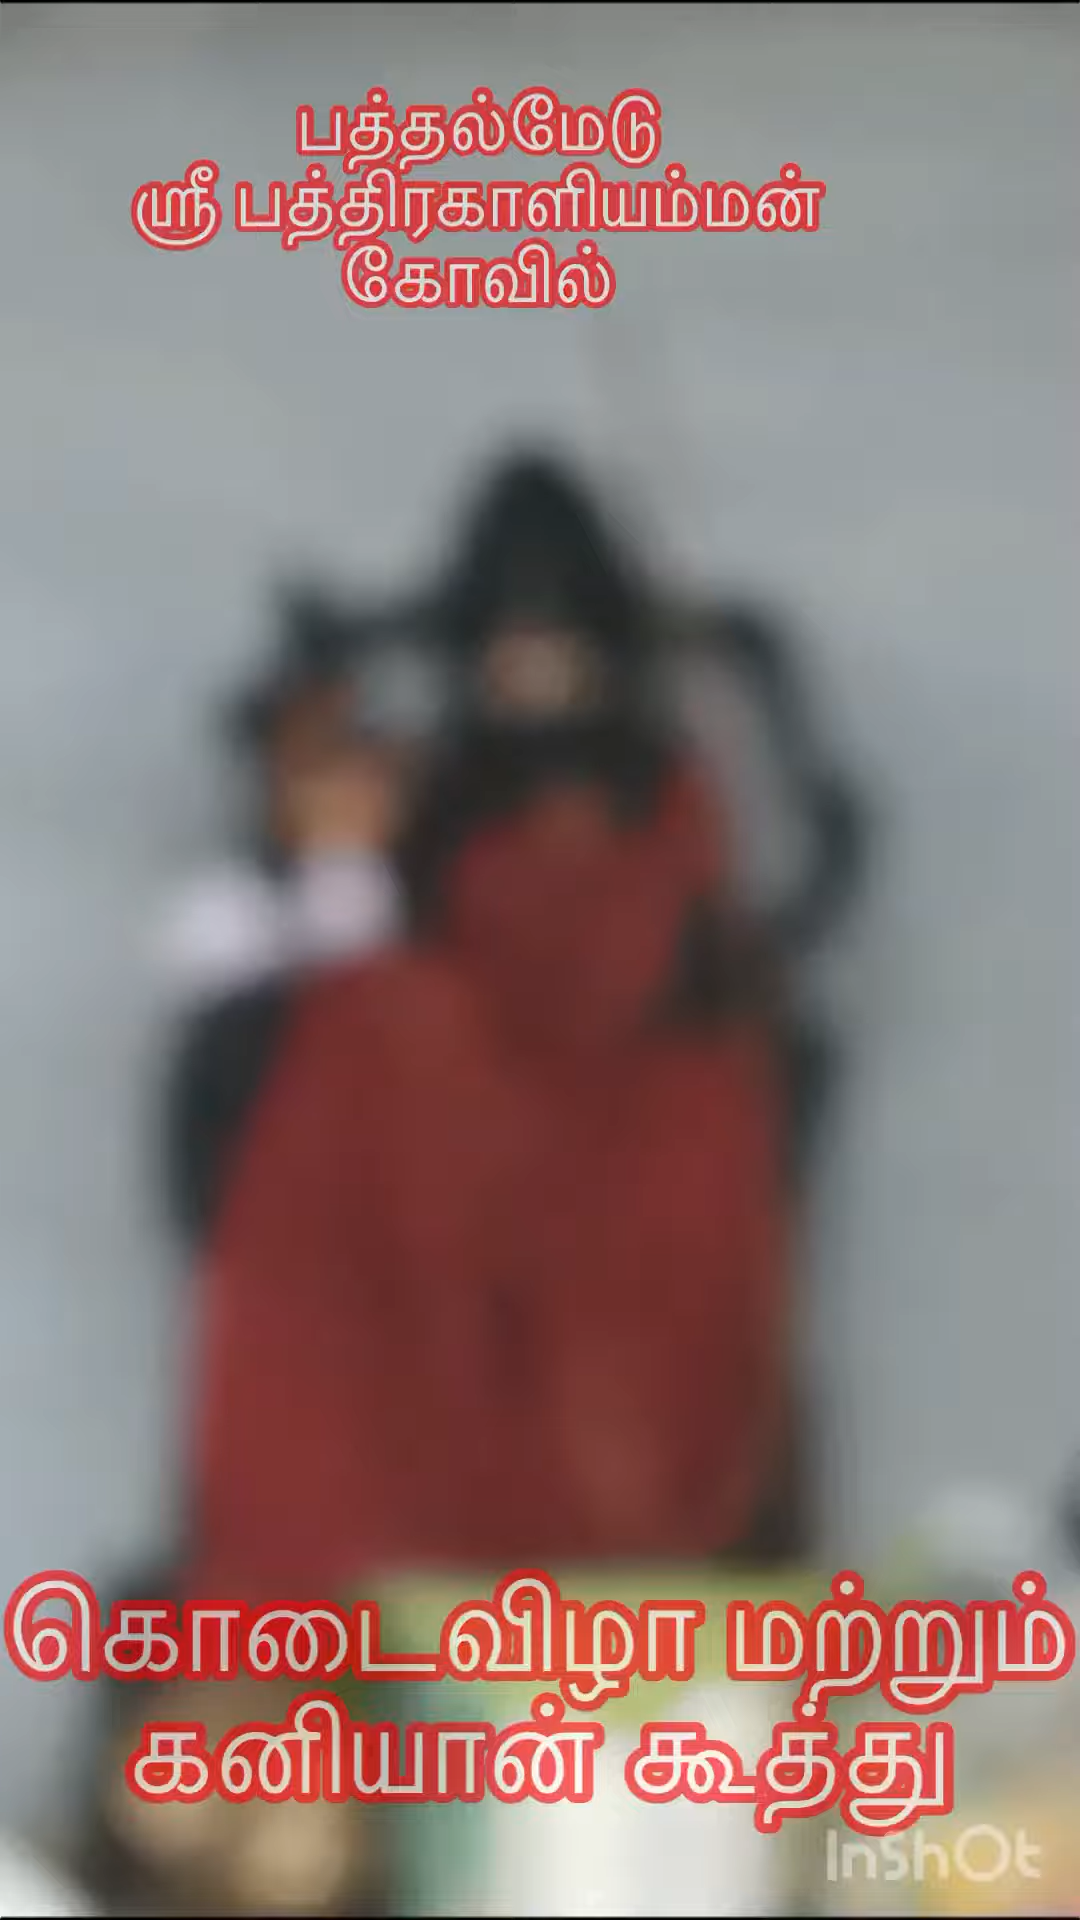 பத்தல்மேடு
ஸ்ரீ பத்திரகாளியம்மன்
கோவில்
கொடைவிழா மற்றும்
கனியான் கூத்து
InShOt